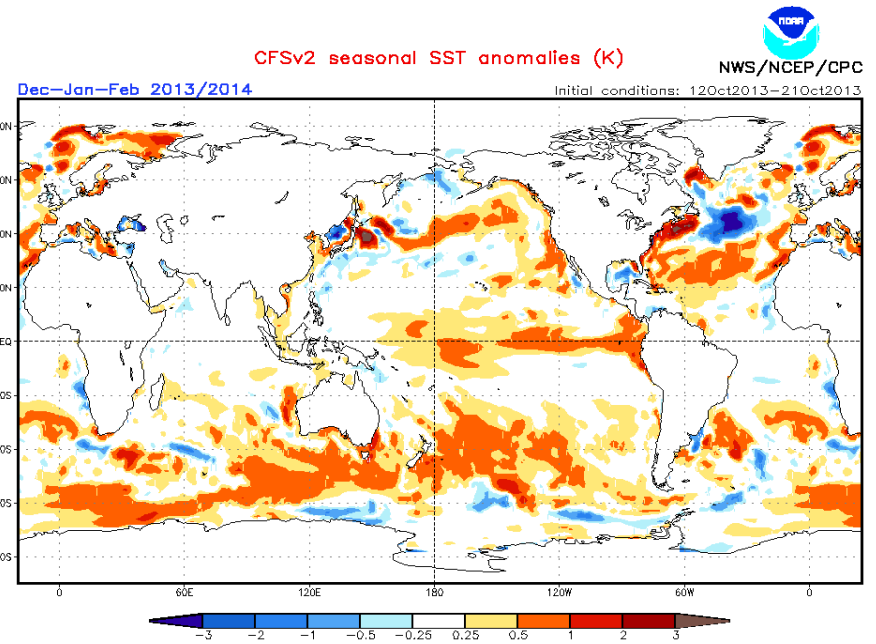 NOAA
CFSv2 seasonal SST anomalies (K)
NWS/NCEP/CPC
Dec-Jan-Feb 2013/2014
Initial conditions: 12Oct2013-21Oct2013
0N
0N
0N
0N
EQ
0S
0S
0S
0S
0 60E 120E 180 120W 60W 0
-3 -2 -1 -0.5 -0.25 0.25 0.5 1 2 3